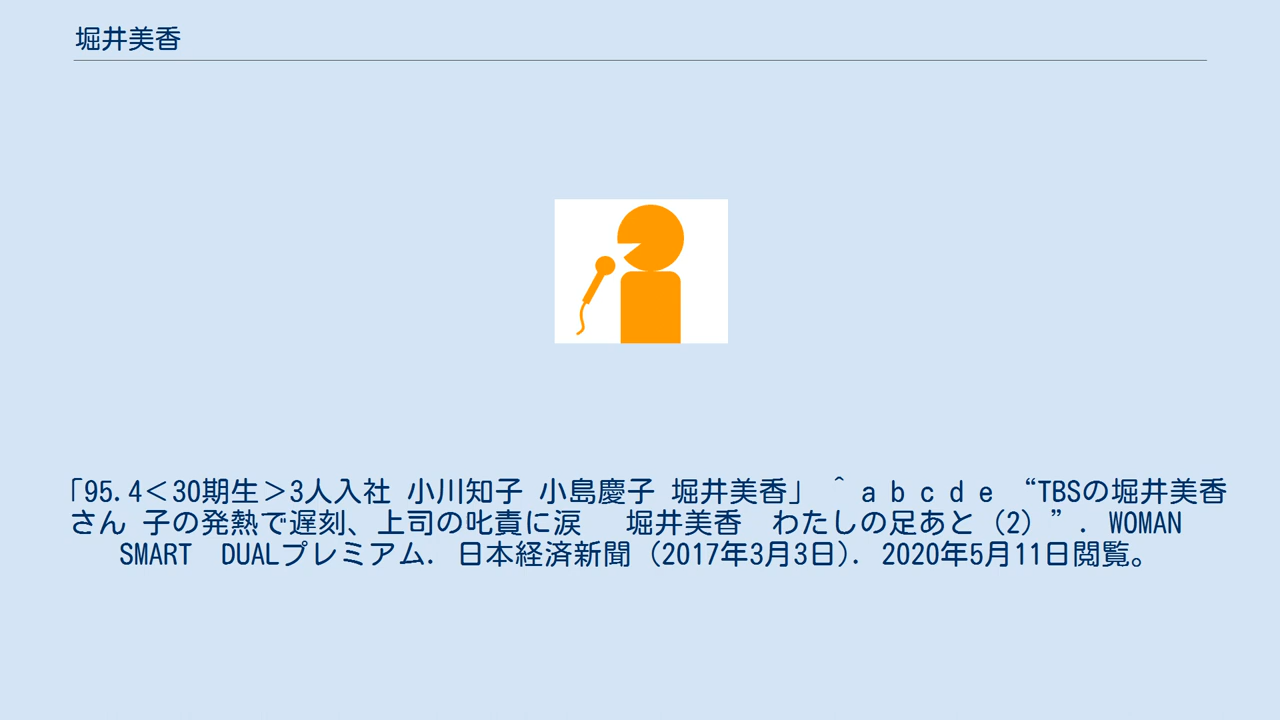 堀井美香
「95.4＜30期生＞3人入社 小川知子 小島慶子 堀井美香」 ^ a b c d e “TBSの堀井美香
さん 子の発熱で遅刻、上司の叱責に涙　堀井美香　わたしの足あと（2）”. WOMAN
SMART　DUALプレミアム. 日本経済新聞 (2017年3月3日). 2020年5月11日閲覧。